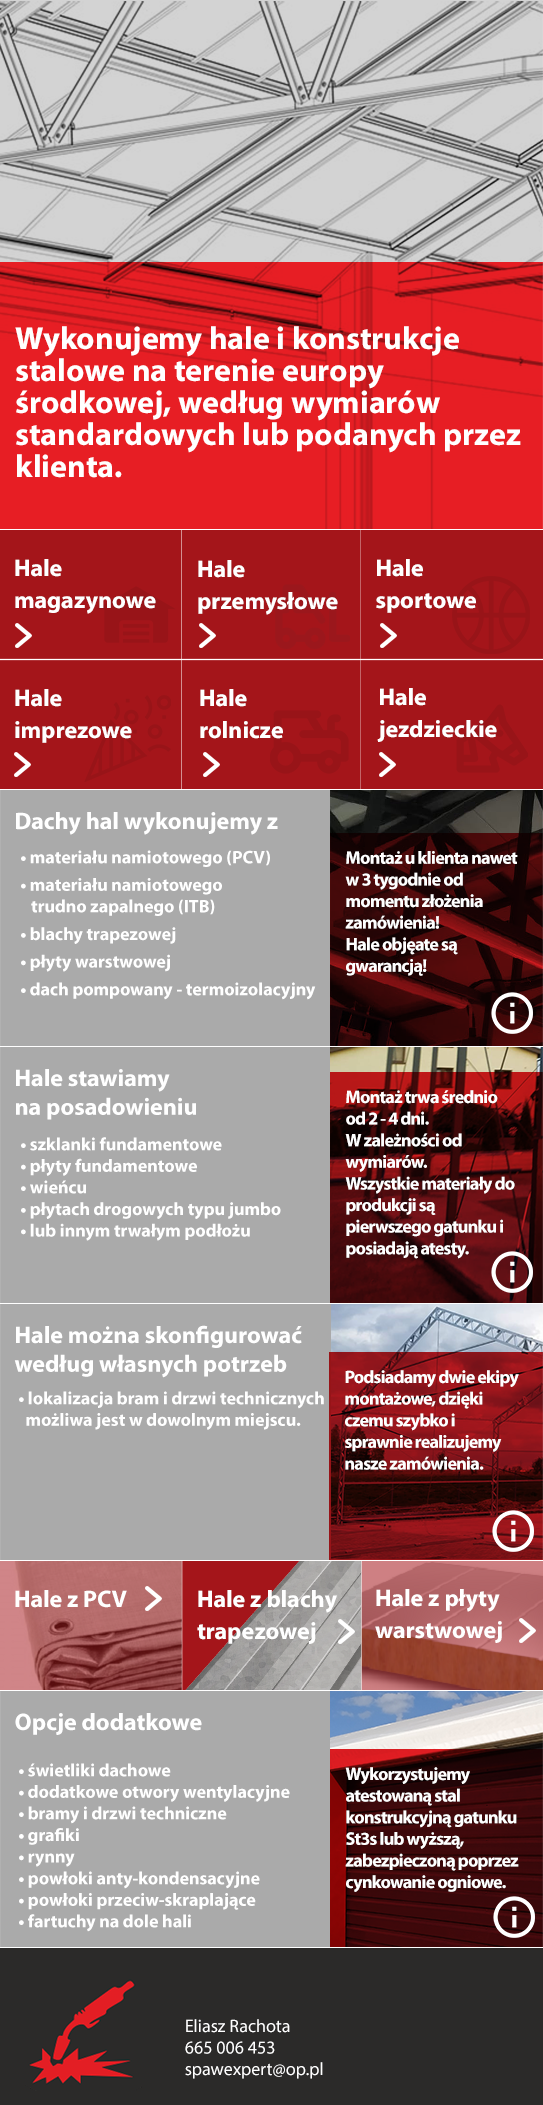 Wykonujemy hale i konstrukcje
stalowe na terenie europy
środkowej, według wymiarów
standardowych lub podanych przez
klienta.
Hale
magazynowe
Hale
przemysłowe
Hale
sportowe
Hale
imprezowe
Hale
rolnicze
Hale
jezdzieckie
Dachy hal wykonujemy z
• materiału namiotowego (PCV)
• materiału namiotowego
trudno zapalnego (ITB)
• blachy trapezowej
• płyty warstwowej
• dach pompowany - termoizolacyjny
Montaż u klienta nawet
w 3 tygodnie od
momentu złożenia
zamówienia!
Hale objęate są
gwarancją!
Hale stawiamy
na posadowieniu
• szklanki fundamentowe
• płyty fundamentowe
• wieńcu
• płytach drogowych typu jumbo
• lub innym trwałym podłożu
Montaż trwa średnio
od 2 - 4 dni.
W zależności od
wymiarów.
Wszystkie materiały do
produkcji są
pierwszego gatunku i
posiadają atesty.
Hale można skonfigurować
według własnych potrzeb
• lokalizacja bram i drzwi technicznych
możliwa jest w dowolnym miejscu.
Podsiadamy dwie ekipy
montażowe, dzięki
czemu szybko i
sprawnie realizujemy
nasze zamówienia.
Hale z PCV
Hale z blachy
trapezowej
Hale z płyty
warstwowej
Opcje dodatkowe
• świetliki dachowe
• dodatkowe otwory wentylacyjne
• bramy i drzwi techniczne
• grafiki
• rynny
• powłoki anty-kondensacyjne
• powłoki przeciw-skraplające
• fartuchy na dole hali
Wykorzystujemy
atestowaną stal
konstrukcyjną gatunku
St3s lub wyższą,
zabezpieczoną poprzez
cynkowanie ogniowe.
Eliasz Rachota
665 006 453
spawexpert@op.pl